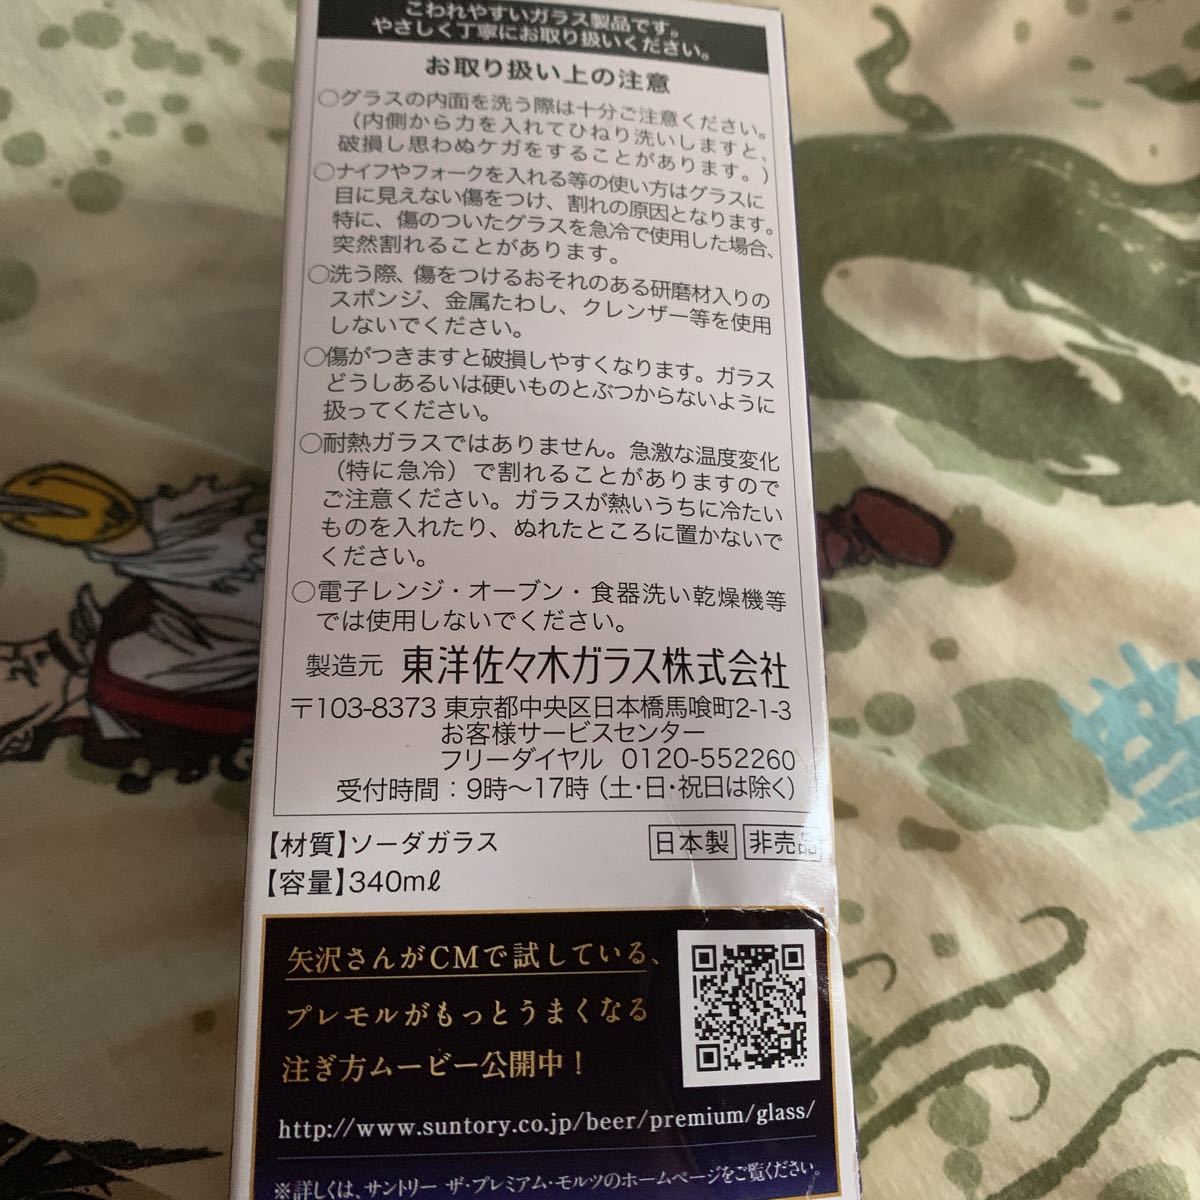 こわれやすいガラス製品です。
やさしく丁寧にお取り扱いください。
お取り扱い上の注意
○グラスの内面を洗う際は十分ご注意ください。
（内側から力を入れてひねり洗いしますと、
破損し思わぬケガをすることがあります。）
○ナイフやフォークを入れる等の使い方はグラスに
目に見えない傷をつけ、割れの原因となります。
特に、傷のついたグラスを急冷で使用した場合、
突然割れることがあります。
○洗う際、傷をつけるおそれのある研磨材入りの
スポンジ、金属たわし、クレンザー等を使用
しないでください。
○傷がつきますと破損しやすくなります。ガラス
どうしあるいは硬いものとぶつからないように
扱ってください。
○耐熱ガラスではありません。急激な温度変化
（特に急冷）で割れることがありますので
ご注意ください。ガラスが熱いうちに冷たい
ものを入れたり、ぬれたところに置かないで
ください。
○電子レンジ・オーブン・食器洗い乾燥機等
では使用しないでください。
製造元 東洋佐々木ガラス株式会社
〒103-8373 東京都中央区日本橋馬喰町2-1-3
お客様サービスセンター
フリーダイヤル 0120-552260
受付時間：9時〜17時（土・日・祝日は除く）
【材質】ソーダガラス 日本製 非売品
【容量】340mℓ
矢沢さんがCMで試している、
プレモルがもっとうまくなる
注ぎ方ムービー公開中！
http://www.suntory.co.jp/beer/premium/glass/
※詳しくは、サントリー ザ・プレミアム・モルツのホームページをご覧ください。